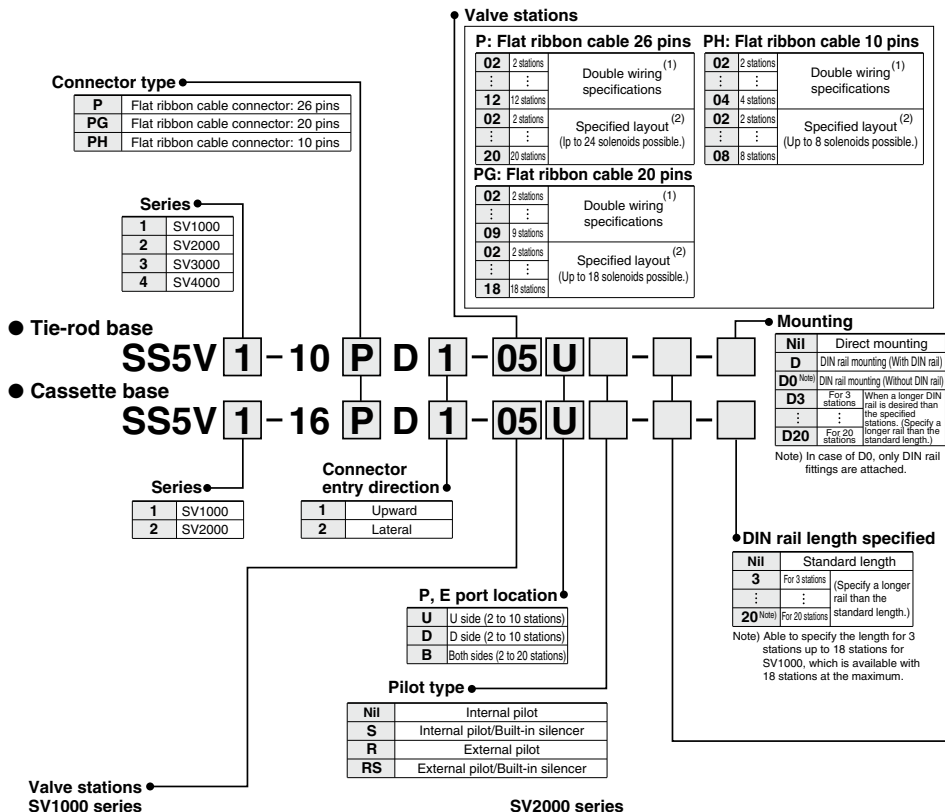 Valve stations
P: Flat ribbon cable 26 pins
02 2 stations Double wiring (1)
⋮ ⋮ specifications
12 12 stations
02 2 stations Specified layout (2)
⋮ ⋮ (Ip to 24 solenoids possible.)
20 20 stations
PH: Flat ribbon cable 10 pins
02 2 stations Double wiring (1)
⋮ ⋮ specifications
04 4 stations
02 2 stations Specified layout (2)
⋮ ⋮ (Up to 8 solenoids possible.)
08 8 stations
PG: Flat ribbon cable 20 pins
02 2 stations Double wiring (1)
⋮ ⋮ specifications
09 9 stations
02 2 stations Specified layout (2)
⋮ ⋮ (Up to 18 solenoids possible.)
18 18 stations
Connector type
P Flat ribbon cable connector: 26 pins
PG Flat ribbon cable connector: 20 pins
PH Flat ribbon cable connector: 10 pins
Series
1 SV1000
2 SV2000
3 SV3000
4 SV4000
● Tie-rod base
SS5V 1 - 10 P D 1 - 05 U - -
● Cassette base
SS5V 1 - 16 P D 1 - 05 U - -
Mounting
Nil Direct mounting
D DIN rail mounting (With DIN rail)
D0 Note) DIN rail mounting (Without DIN rail)
D3 For 3 stations
⋮ ⋮
D20 For 20 stations
When a longer DIN
rail is desired than
the specified
stations. (Specify a
longer rail than the
standard length.)
Note) In case of D0, only DIN rail
fittings are attached.
Series
1 SV1000
2 SV2000
Connector
entry direction
1 Upward
2 Lateral
DIN rail length specified
Nil Standard length
3 For 3 stations
⋮ ⋮
20 Note) For 20 stations
(Specify a longer
rail than the
standard length.)
Note) Able to specify the length for 3
stations up to 18 stations for
SV1000, which is available with
18 stations at the maximum.
P, E port location
U U side (2 to 10 stations)
D D side (2 to 10 stations)
B Both sides (2 to 20 stations)
Pilot type
Nil Internal pilot
S Internal pilot/Built-in silencer
R External pilot
RS External pilot/Built-in silencer
Valve stations
SV1000 series
SV2000 series